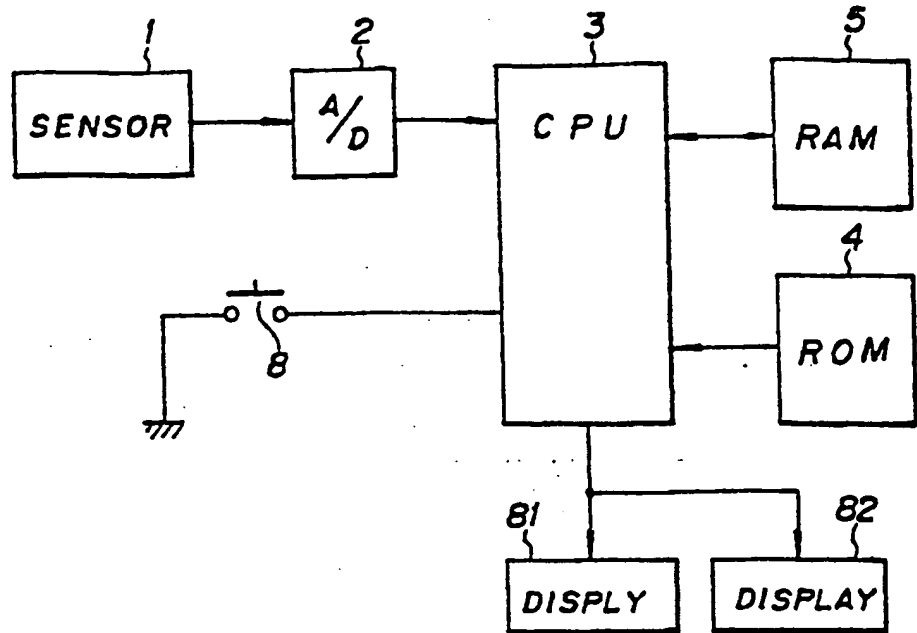 1
2
3
5
SENSOR
A/D
CPU
RAM
4
8
ROM
81
82
DISPLY
DISPLAY